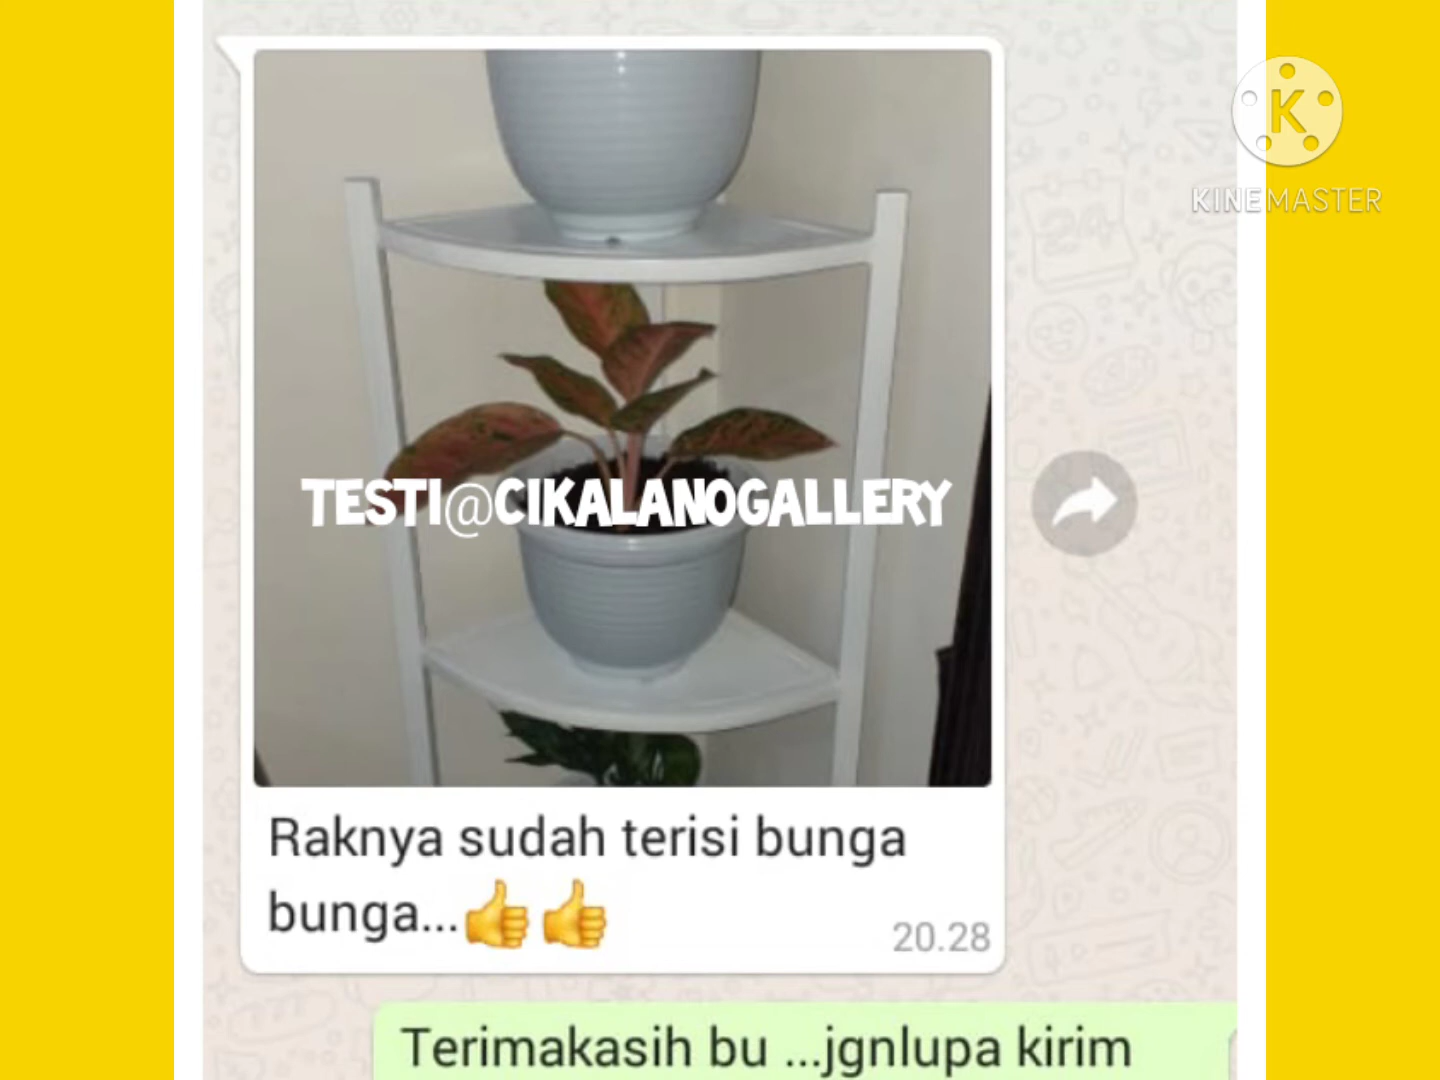 K
KINEMASTER
TESTI@CIKALANOGALLERY
Raknya sudah terisi bunga
bunga...👍👍
20.28
Terimakasih bu ...jgnlupa kirim